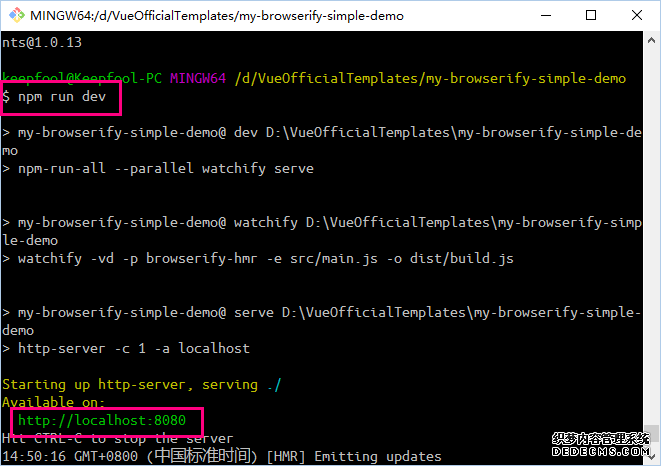 MINGW64:/d/VueOfficialTemplates/my-browserify-simple-demo
nts@1.0.13
keepfool@Keepfool-PC MINGW64 /d/VueOfficialTemplates/my-browserify-simple-demo
$ npm run dev
> my-browserify-simple-demo@ dev D:\VueOfficialTemplates\my-browserify-simple-de
mo
> npm-run-all --parallel watchify serve
> my-browserify-simple-demo@ watchify D:\VueOfficialTemplates\my-browserify-simp
le-demo
> watchify -vd -p browserify-hmr -e src/main.js -o dist/build.js
> my-browserify-simple-demo@ serve D:\VueOfficialTemplates\my-browserify-simple-
demo
> http-server -c 1 -a localhost
Starting up http-server, serving ./
Available on:
http://localhost:8080
Hit CTRL-C to stop the server
14:50:16 GMT+0800 (中国标准时间) [HMR] Emitting updates
织梦内容管理系统
DEDECMS.COM